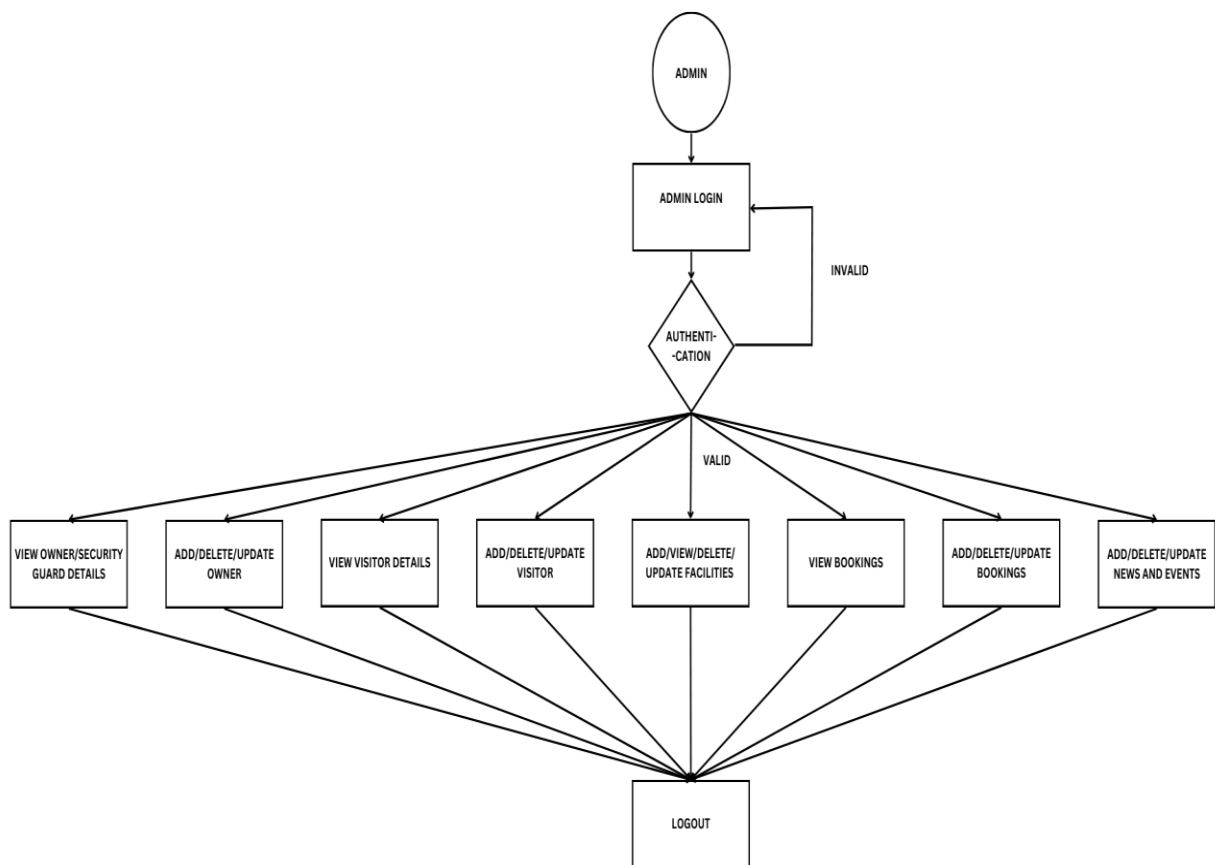 ADMIN
ADMIN LOGIN
INVALID
AUTHENTI-
-CATION
VALID
VIEW OWNER/SECURITY
GUARD DETAILS
ADD/DELETE/UPDATE
OWNER
VIEW VISITOR DETAILS
ADD/DELETE/UPDATE
VISITOR
ADD/VIEW/DELETE/
UPDATE FACILITIES
VIEW BOOKINGS
ADD/DELETE/UPDATE
BOOKINGS
ADD/DELETE/UPDATE
NEWS AND EVENTS
LOGOUT